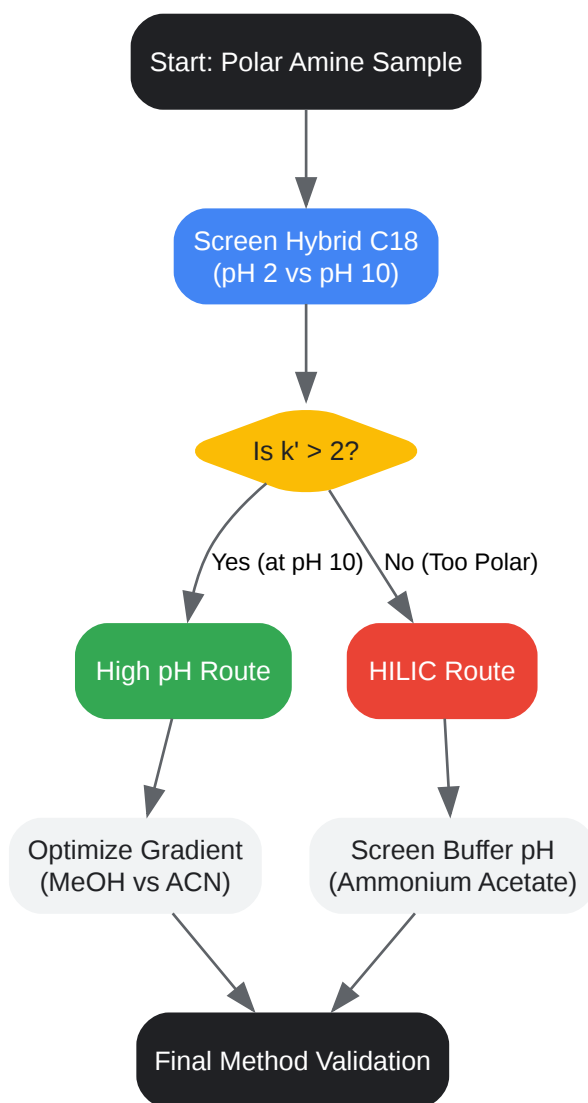 Start: Polar Amine Sample
Screen Hybrid C18
(pH 2 vs pH 10)
Is k' > 2?
Yes (at pH 10)
No (Too Polar)
High pH Route
HILIC Route
Optimize Gradient
(MeOH vs ACN)
Screen Buffer pH
(Ammonium Acetate)
Final Method Validation